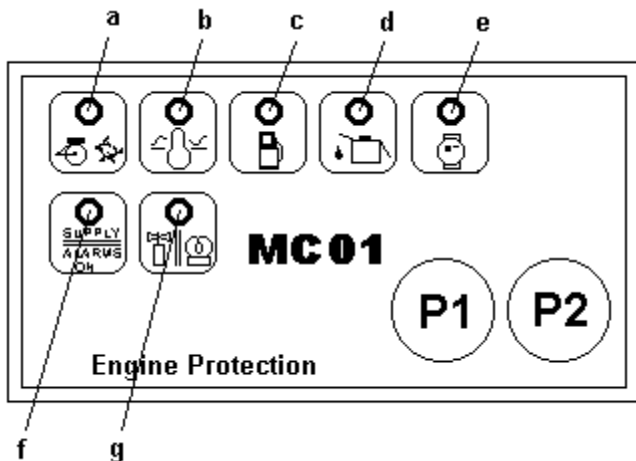 a b c d e
SUPPLY
ALARMS
ON
MC01
P1 P2
Engine Protection
f g